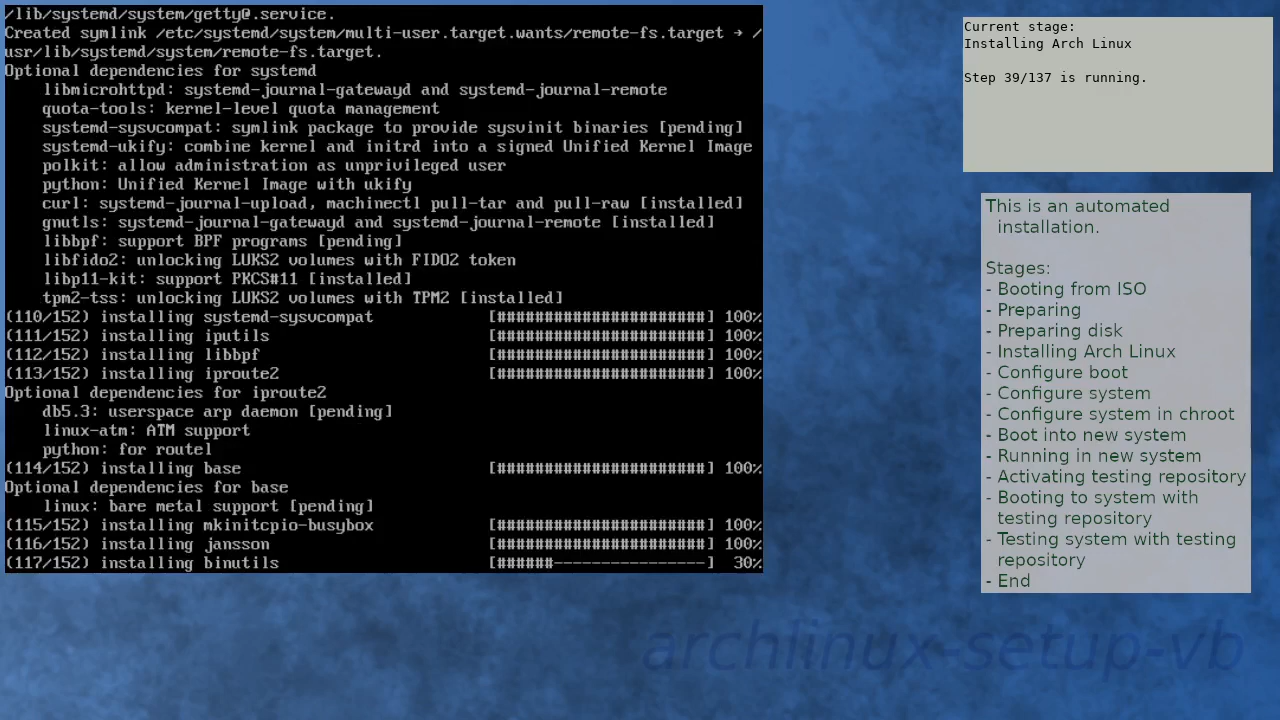 /lib/systemd/system/getty@.service.
Created symlink /etc/systemd/system/multi-user.target.wants/remote-fs.target → /
usr/lib/systemd/system/remote-fs.target.
Optional dependencies for systemd
    libmicrohttpd: systemd-journal-gatewayd and systemd-journal-remote
    quota-tools: kernel-level quota management
    systemd-sysvcompat: symlink package to provide sysvinit binaries [pending]
    systemd-ukify: combine kernel and initrd into a signed Unified Kernel Image
    polkit: allow administration as unprivileged user
    python: Unified Kernel Image with ukify
    curl: systemd-journal-upload, machinectl pull-tar and pull-raw [installed]
    gnutls: systemd-journal-gatewayd and systemd-journal-remote [installed]
    libbpf: support BPF programs [pending]
    libfido2: unlocking LUKS2 volumes with FIDO2 token
    libp11-kit: support PKCS#11 [installed]
    tpm2-tss: unlocking LUKS2 volumes with TPM2 [installed]
(110/152) installing systemd-sysvcompat            [######################] 100%
(111/152) installing iputils                       [######################] 100%
(112/152) installing libbpf                        [######################] 100%
(113/152) installing iproute2                      [######################] 100%
Optional dependencies for iproute2
    db5.3: userspace arp daemon [pending]
    linux-atm: ATM support
    python: for routel
(114/152) installing base                          [######################] 100%
Optional dependencies for base
    linux: bare metal support [pending]
(115/152) installing mkinitcpio-busybox            [######################] 100%
(116/152) installing jansson                       [######################] 100%
(117/152) installing binutils                      [######----------------]  30%
Current stage:
Installing Arch Linux
Step 39/137 is running.
This is an automated
installation.
Stages:
- Booting from ISO
- Preparing
- Preparing disk
- Installing Arch Linux
- Configure boot
- Configure system
- Configure system in chroot
- Boot into new system
- Running in new system
- Activating testing repository
- Booting to system with
testing repository
- Testing system with testing
repository
- End
archlinux-setup-vb